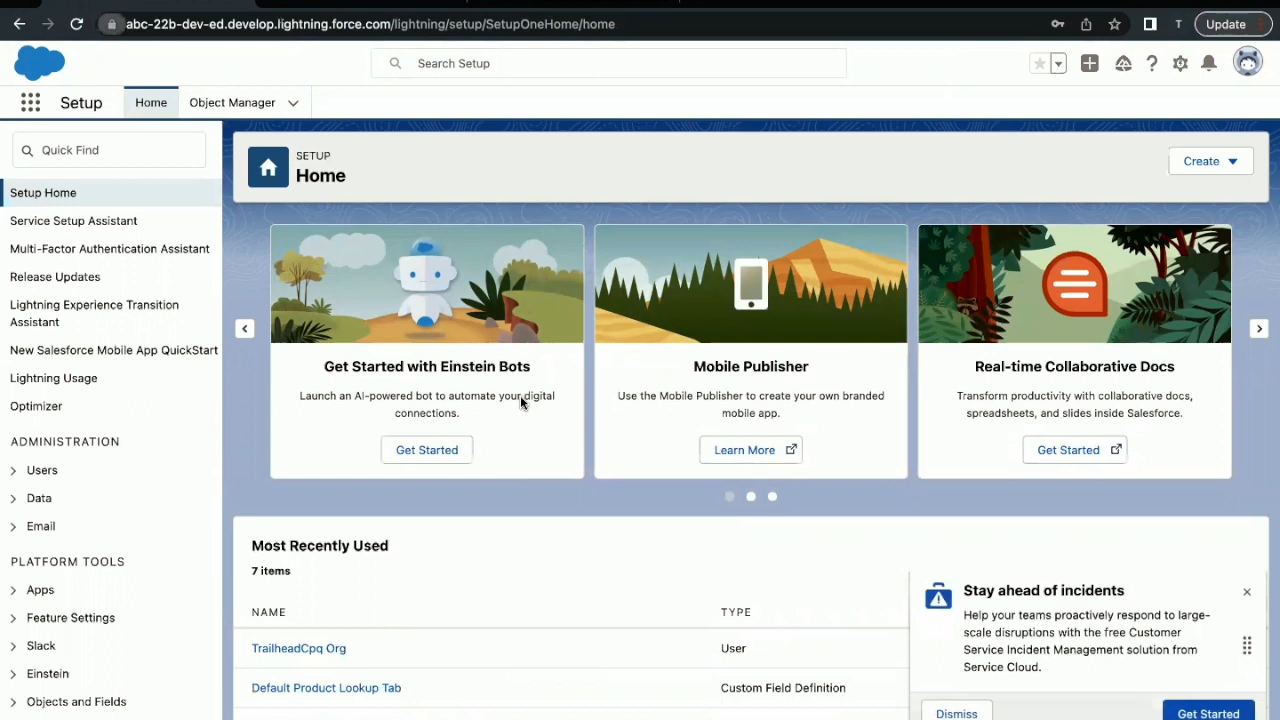 abc-22b-dev-ed.develop.lightning.force.com/lightning/setup/SetupOneHome/home
T
Update
Search Setup
Setup
Home
Object Manager
Quick Find
Setup Home
Service Setup Assistant
Multi-Factor Authentication Assistant
Release Updates
Lightning Experience Transition
Assistant
New Salesforce Mobile App QuickStart
Lightning Usage
Optimizer
ADMINISTRATION
Users
Data
Email
PLATFORM TOOLS
Apps
Feature Settings
Slack
Einstein
Objects and Fields
SETUP
Home
Create
Get Started with Einstein Bots
Launch an AI-powered bot to automate your digital
connections.
Get Started
Mobile Publisher
Use the Mobile Publisher to create your own branded
mobile app.
Learn More
Real-time Collaborative Docs
Transform productivity with collaborative docs,
spreadsheets, and slides inside Salesforce.
Get Started
Most Recently Used
7 items
NAME
TYPE
TrailheadCpq Org
User
Default Product Lookup Tab
Custom Field Definition
Stay ahead of incidents
Help your teams proactively respond to large-
scale disruptions with the free Customer
Service Incident Management solution from
Service Cloud.
Dismiss
Get Started